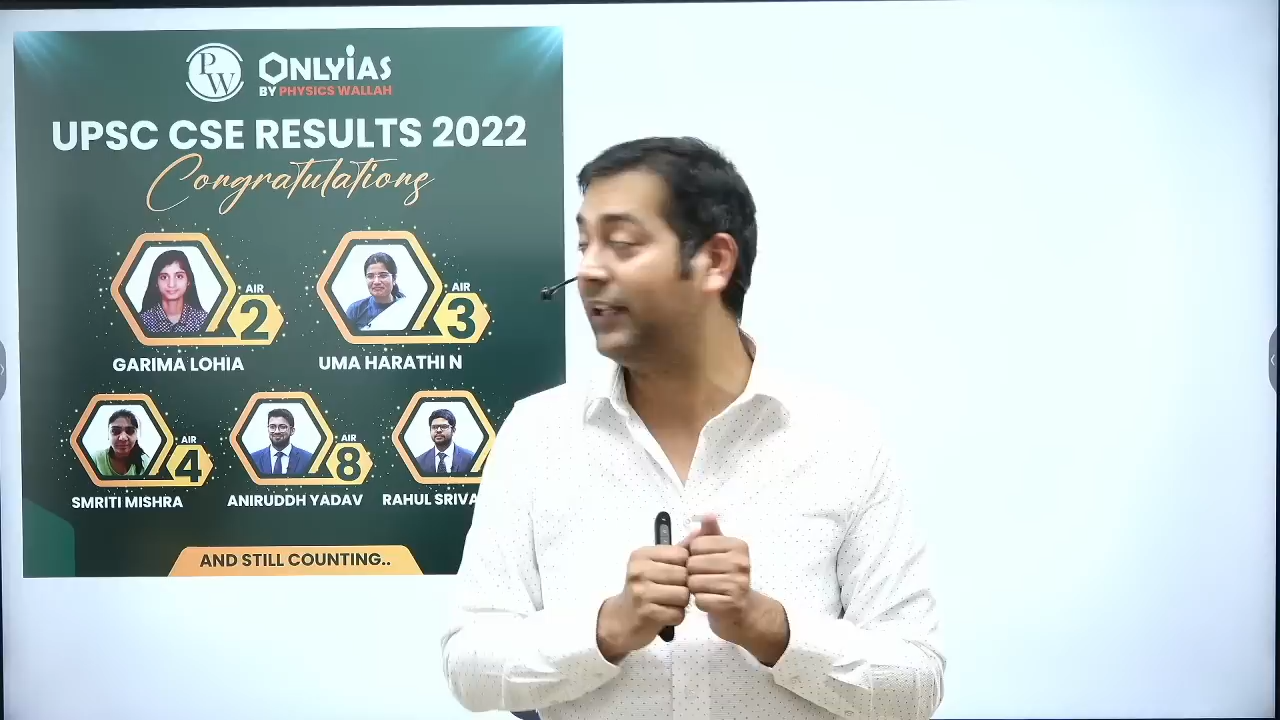 PW
ONLYIAS
BY PHYSICS WALLAH
UPSC CSE RESULTS 2022
Congratulations
AIR
2
AIR
3
GARIMA LOHIA
UMA HARATHI N
AIR
4
AIR
8
SMRITI MISHRA
ANIRUDDH YADAV
RAHUL
AND STILL COUNTING..